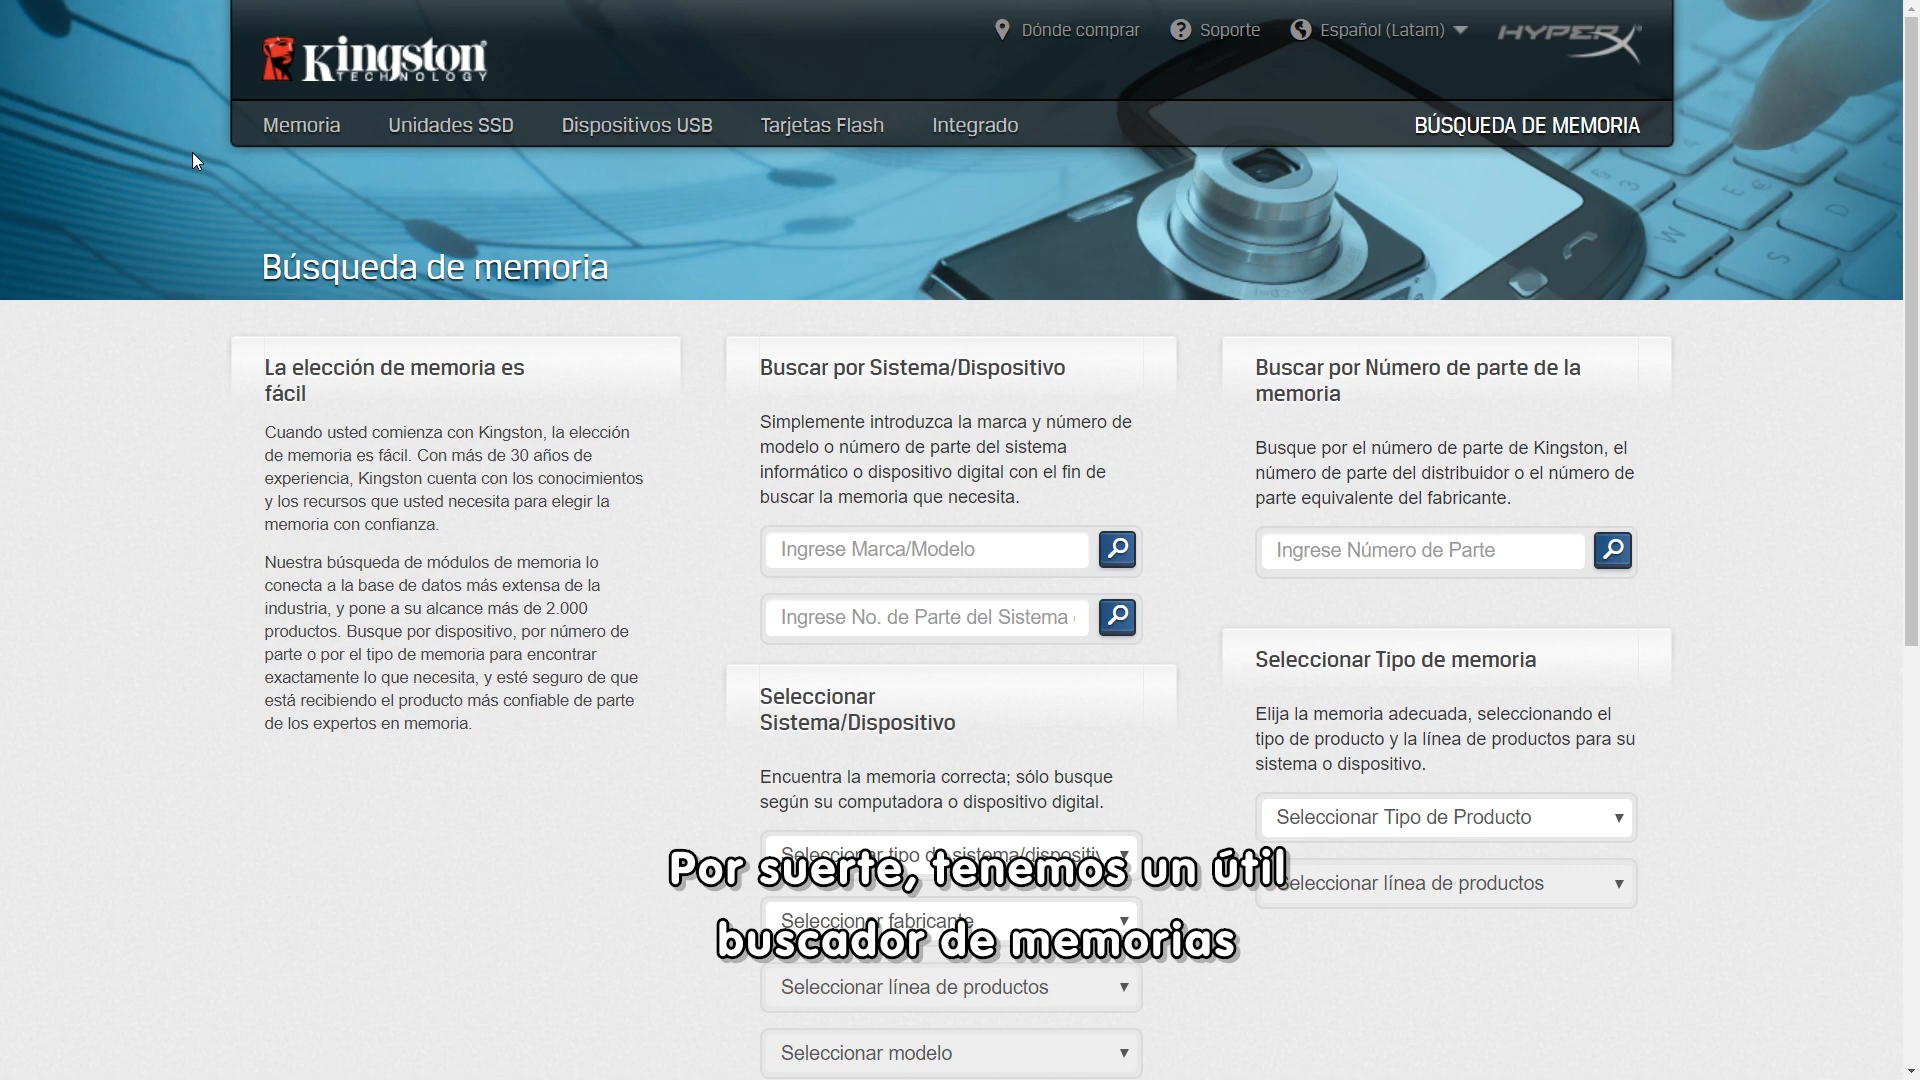 Dónde comprar
Soporte
Español (Latam)
HYPERX
Kingston
TECHNOLOGY
Memoria
Unidades SSD
Dispositivos USB
Tarjetas Flash
Integrado
BÚSQUEDA DE MEMORIA
Búsqueda de memoria
La elección de memoria es
fácil
Cuando usted comienza con Kingston, la elección
de memoria es fácil. Con más de 30 años de
experiencia, Kingston cuenta con los conocimientos
y los recursos que usted necesita para elegir la
memoria con confianza.
Nuestra búsqueda de módulos de memoria lo
conecta a la base de datos más extensa de la
industria, y pone a su alcance más de 2.000
productos. Busque por dispositivo, por número de
parte o por el tipo de memoria para encontrar
exactamente lo que necesita, y esté seguro de que
está recibiendo el producto más confiable de parte
de los expertos en memoria.
Buscar por Sistema/Dispositivo
Simplemente introduzca la marca y número de
modelo o número de parte del sistema
informático o dispositivo digital con el fin de
buscar la memoria que necesita.
Ingrese Marca/Modelo
Ingrese No. de Parte del Sistema
Seleccionar
Sistema/Dispositivo
Encuentra la memoria correcta; sólo busque
según su computadora o dispositivo digital.
Seleccionar tipo de sistema/dispositiv
Seleccionar fabricante
Seleccionar línea de productos
Seleccionar modelo
Buscar por Número de parte de la
memoria
Busque por el número de parte de Kingston, el
número de parte del distribuidor o el número de
parte equivalente del fabricante.
Ingrese Número de Parte
Seleccionar Tipo de memoria
Elija la memoria adecuada, seleccionando el
tipo de producto y la línea de productos para su
sistema o dispositivo.
Seleccionar Tipo de Producto
Seleccionar línea de productos
Por suerte, tenemos un útil
buscador de memorias